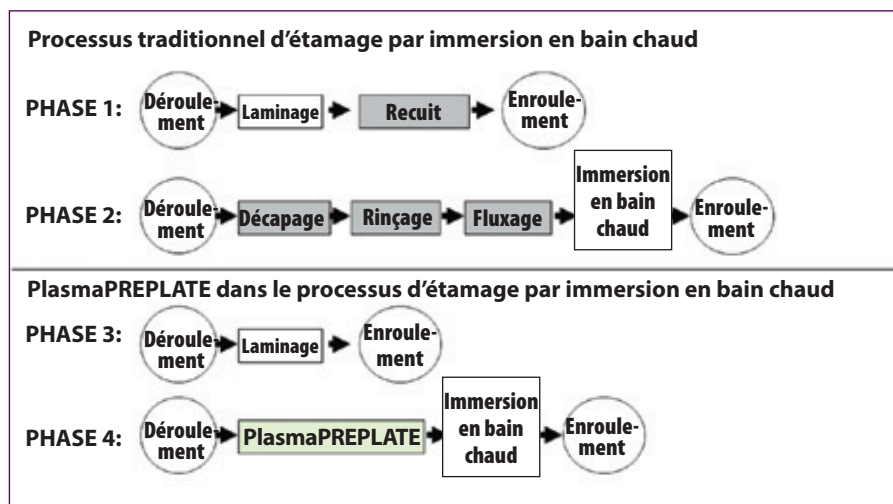 Processus traditionnel d'étamage par immersion en bain chaud
PHASE 1:
Déroule-
ment
Laminage
Recuit
Enroule-
ment
PHASE 2:
Déroule-
ment
Décapage
Rinçage
Fluxage
Immersion
en bain
chaud
Enroule-
ment
PlasmaPREPLATE dans le processus d'étamage par immersion en bain chaud
PHASE 3:
Déroule-
ment
Laminage
Enroule-
ment
PHASE 4:
Déroule-
ment
PlasmaPREPLATE
Immersion
en bain
chaud
Enroule-
ment